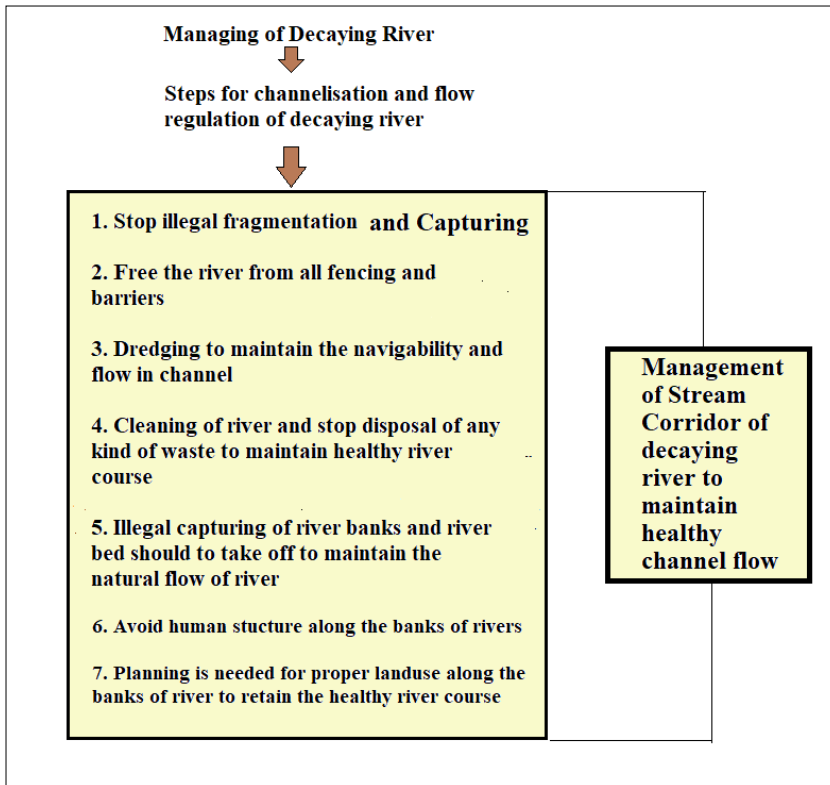 Managing of Decaying River
Steps for channelisation and flow
regulation of decaying river
1. Stop illegal fragmentation and Capturing
2. Free the river from all fencing and
barriers
3. Dredging to maintain the navigability and
flow in channel
4. Cleaning of river and stop disposal of any
kind of waste to maintain healthy river
course
5. Illegal capturing of river banks and river
bed should to take off to maintain the
natural flow of river
6. Avoid human stucture along the banks of rivers
7. Planning is needed for proper landuse along the
banks of river to retain the healthy river course
Management
of Stream
Corridor of
decaying
river to
maintain
healthy
channel flow